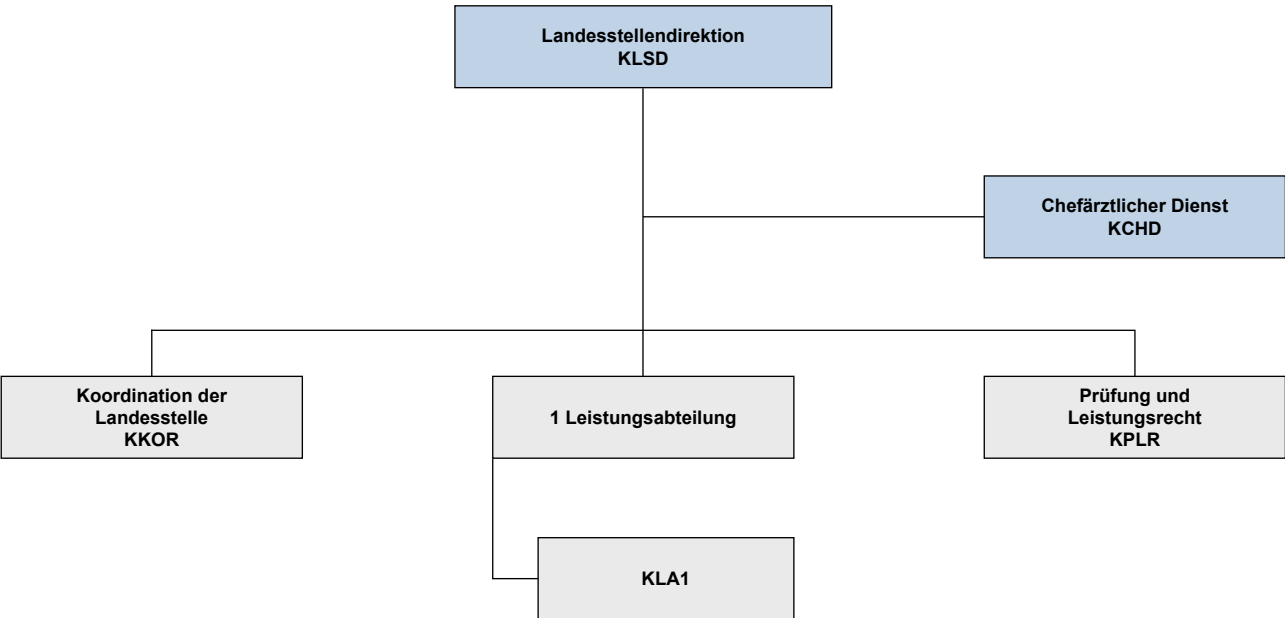 Landesstellendirektion
KLSD
Chefärztlicher Dienst
KCHD
Koordination der
Landesstelle
KKOR
1 Leistungsabteilung
Prüfung und
Leistungsrecht
KPLR
KLA1